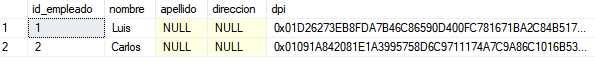 id_empleado nombre apellido direccion dpi
1 1 Luis NULL NULL 0x01D26273EB8FDA7B46C86590D400FC781671BA2C84B517...
2 2 Carlos NULL NULL 0x01091A842081E1A3995758D6C9711174A7C9A86C1016B53...